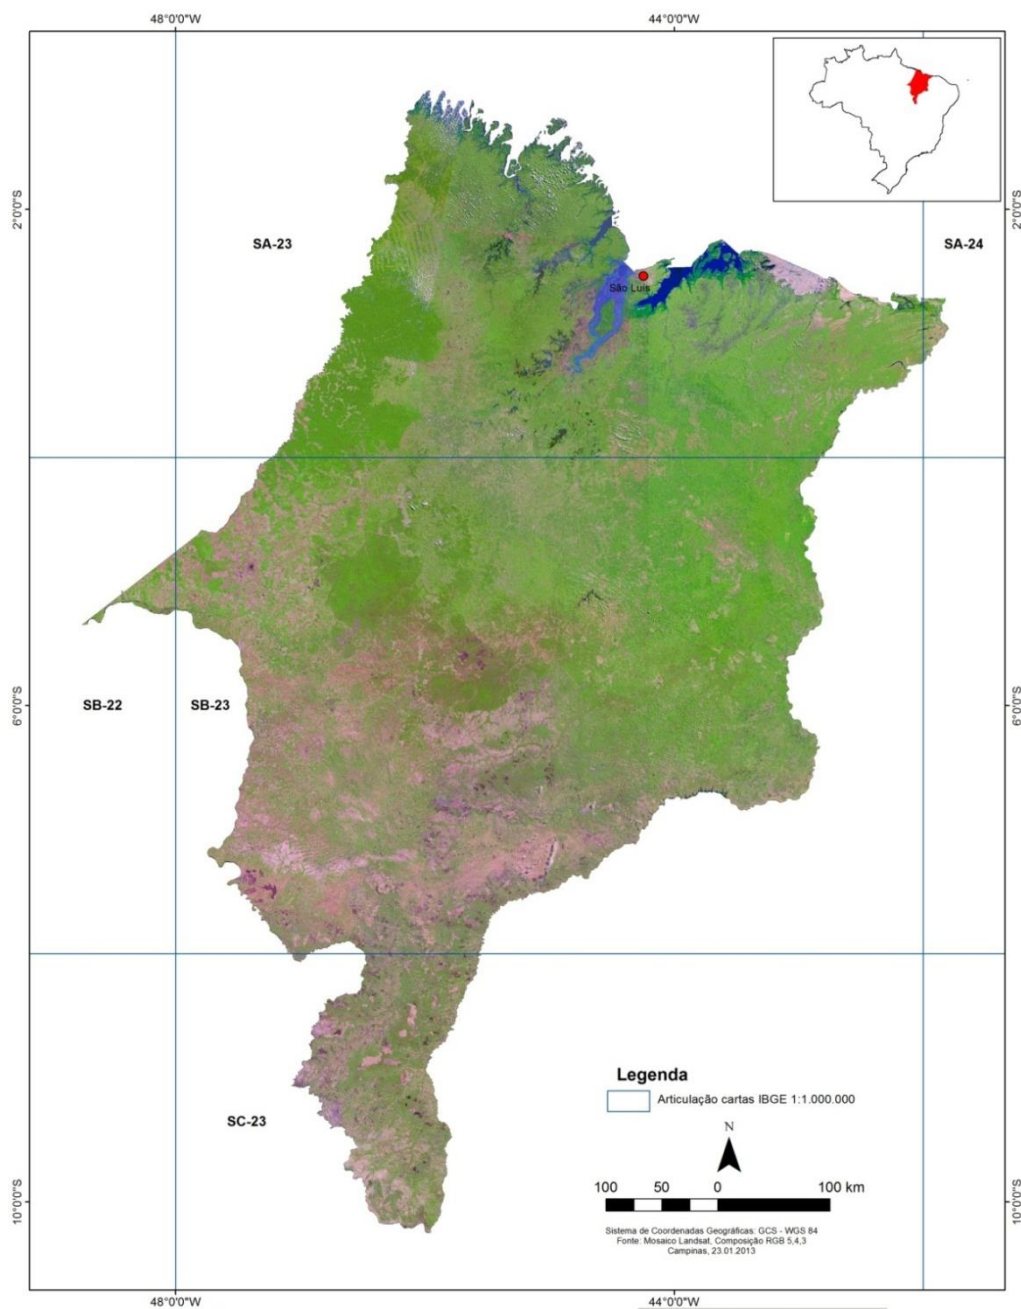 48°0'0"W 44°0'0"W
2°0'0"S 2°0'0"S
SA-23 SA-24
São Luís
6°0'0"S 6°0'0"S
SB-22 SB-23
SC-23
Legenda
Articulação cartas IBGE 1:1.000.000
N
100 50 0 100 km
10°0'0"S 10°0'0"S
Sistema de Coordenadas Geográficas: GCS - WGS 84
Fonte: Mosaico Landsat, Composição RGB 5,4,3
Campinas, 23.01.2013
48°0'0"W 44°0'0"W